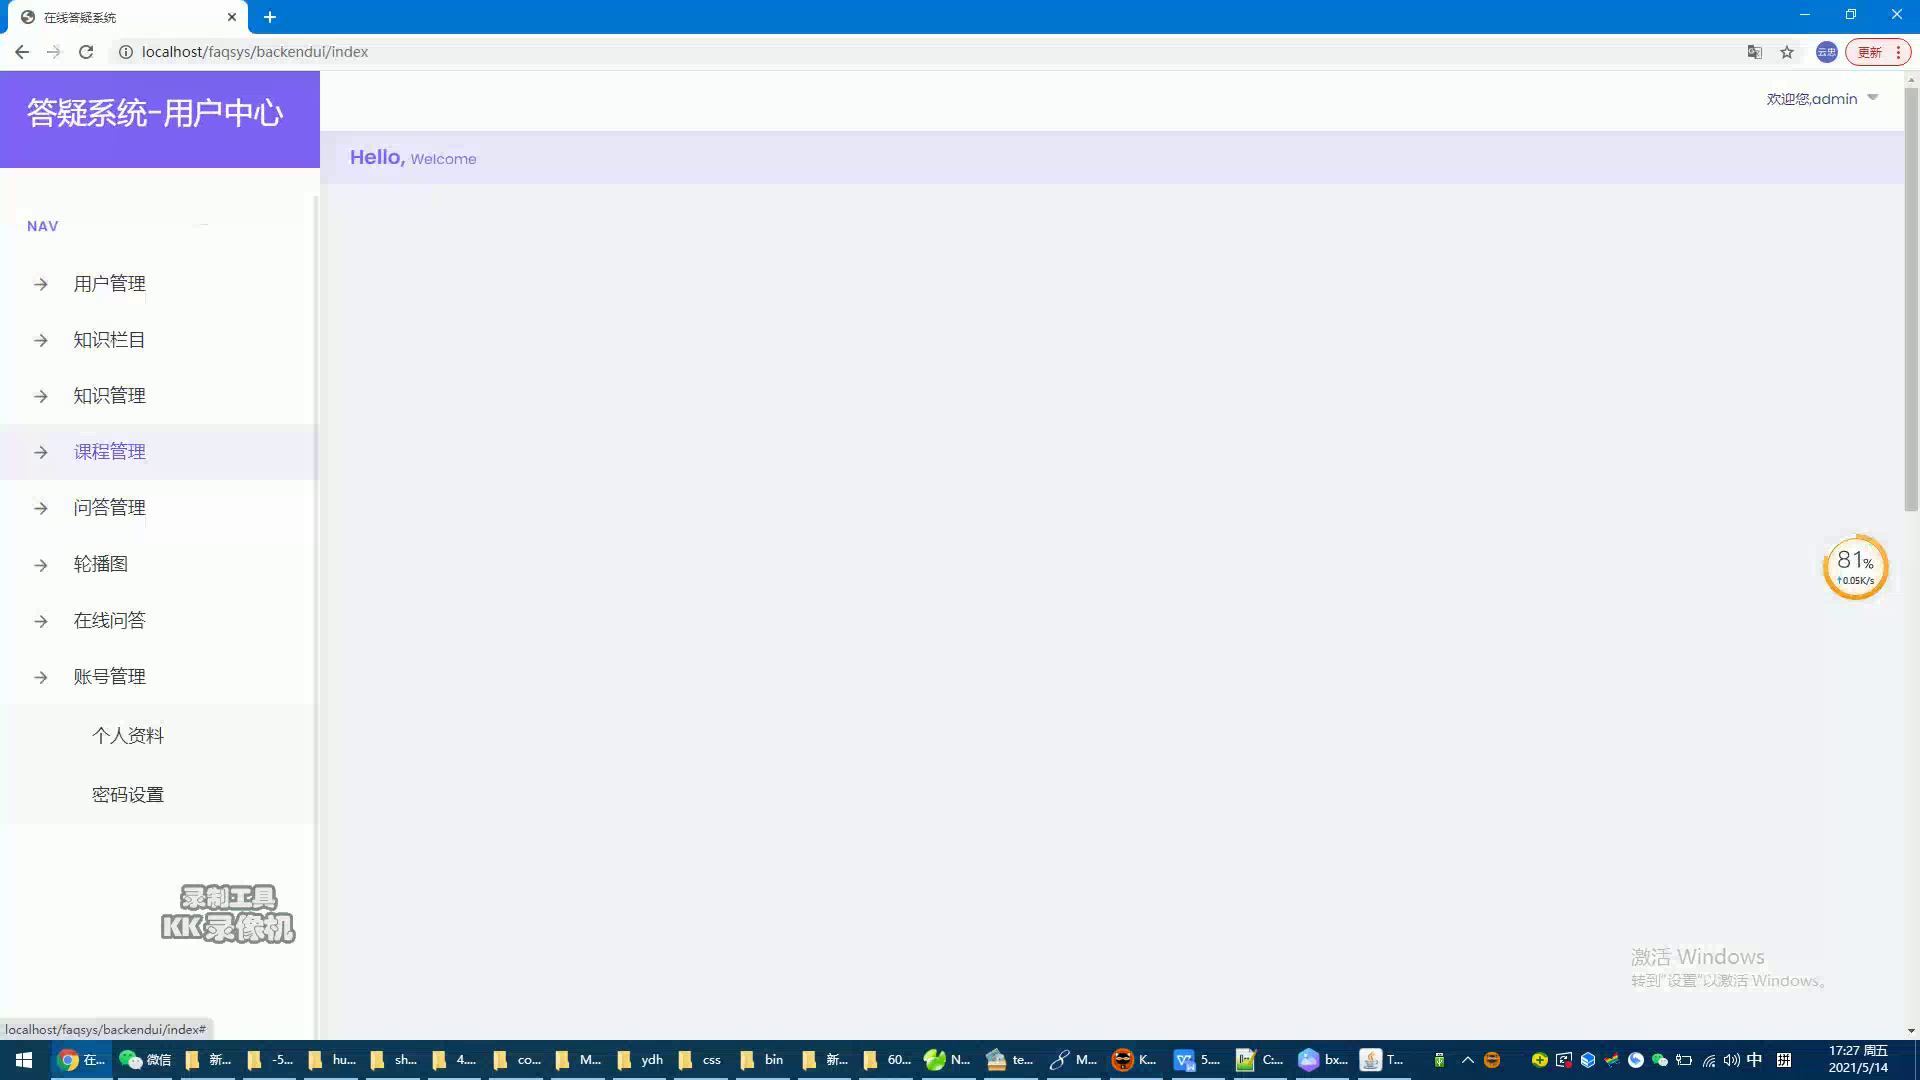 在线答疑系统
localhost/faqsys/backendui/index
云忠
更新
答疑系统-用户中心
欢迎您,admin
Hello, Welcome
NAV
用户管理
知识栏目
知识管理
课程管理
问答管理
轮播图
在线问答
账号管理
个人资料
密码设置
81%
↑0.05K/s
录制工具
KK录像机
激活 Windows
转到"设置"以激活 Windows。
localhost/faqsys/backendui/index#
在... 微信 新... -5... hu... sh... 4.... co... M... ydh css bin 新... 60... N... te... M... K... 5.... C:... bx... T... 中 拼 17:27 周五
2021/5/14